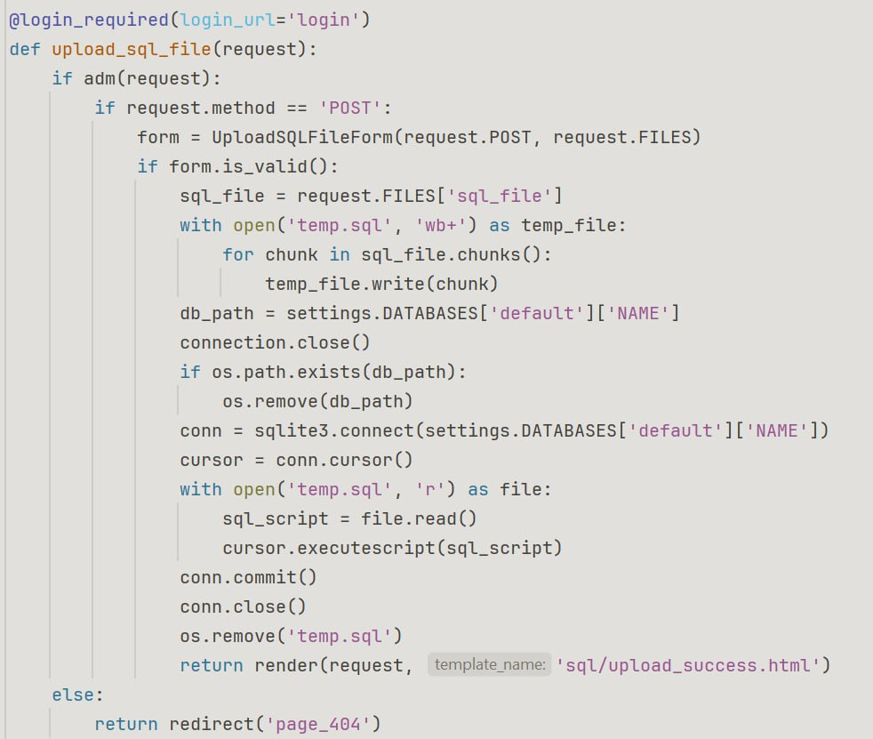 @login_required(login_url='login')
def upload_sql_file(request):
    if adm(request):
        if request.method == 'POST':
            form = UploadSQLFileForm(request.POST, request.FILES)
            if form.is_valid():
                sql_file = request.FILES['sql_file']
                with open('temp.sql', 'wb+') as temp_file:
                    for chunk in sql_file.chunks():
                        temp_file.write(chunk)
                db_path = settings.DATABASES['default']['NAME']
                connection.close()
                if os.path.exists(db_path):
                    os.remove(db_path)
                conn = sqlite3.connect(settings.DATABASES['default']['NAME'])
                cursor = conn.cursor()
                with open('temp.sql', 'r') as file:
                    sql_script = file.read()
                    cursor.executescript(sql_script)
                conn.commit()
                conn.close()
                os.remove('temp.sql')
                return render(request, template_name: 'sql/upload_success.html')
    else:
        return redirect('page_404')